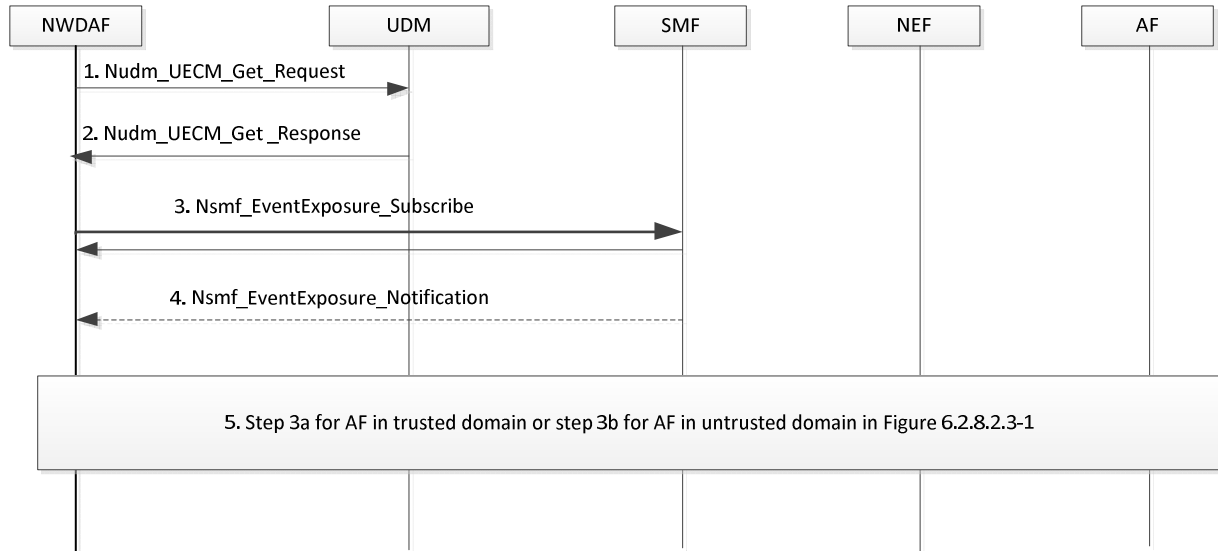 NWDAF
UDM
SMF
NEF
AF
1. Nudm_UECM_Get_Request
2. Nudm_UECM_Get _Response
3. Nsmf_EventExposure_Subscribe
4. Nsmf_EventExposure_Notification
5. Step 3a for AF in trusted domain or step 3b for AF in untrusted domain in Figure 6.2.8.2.3-1